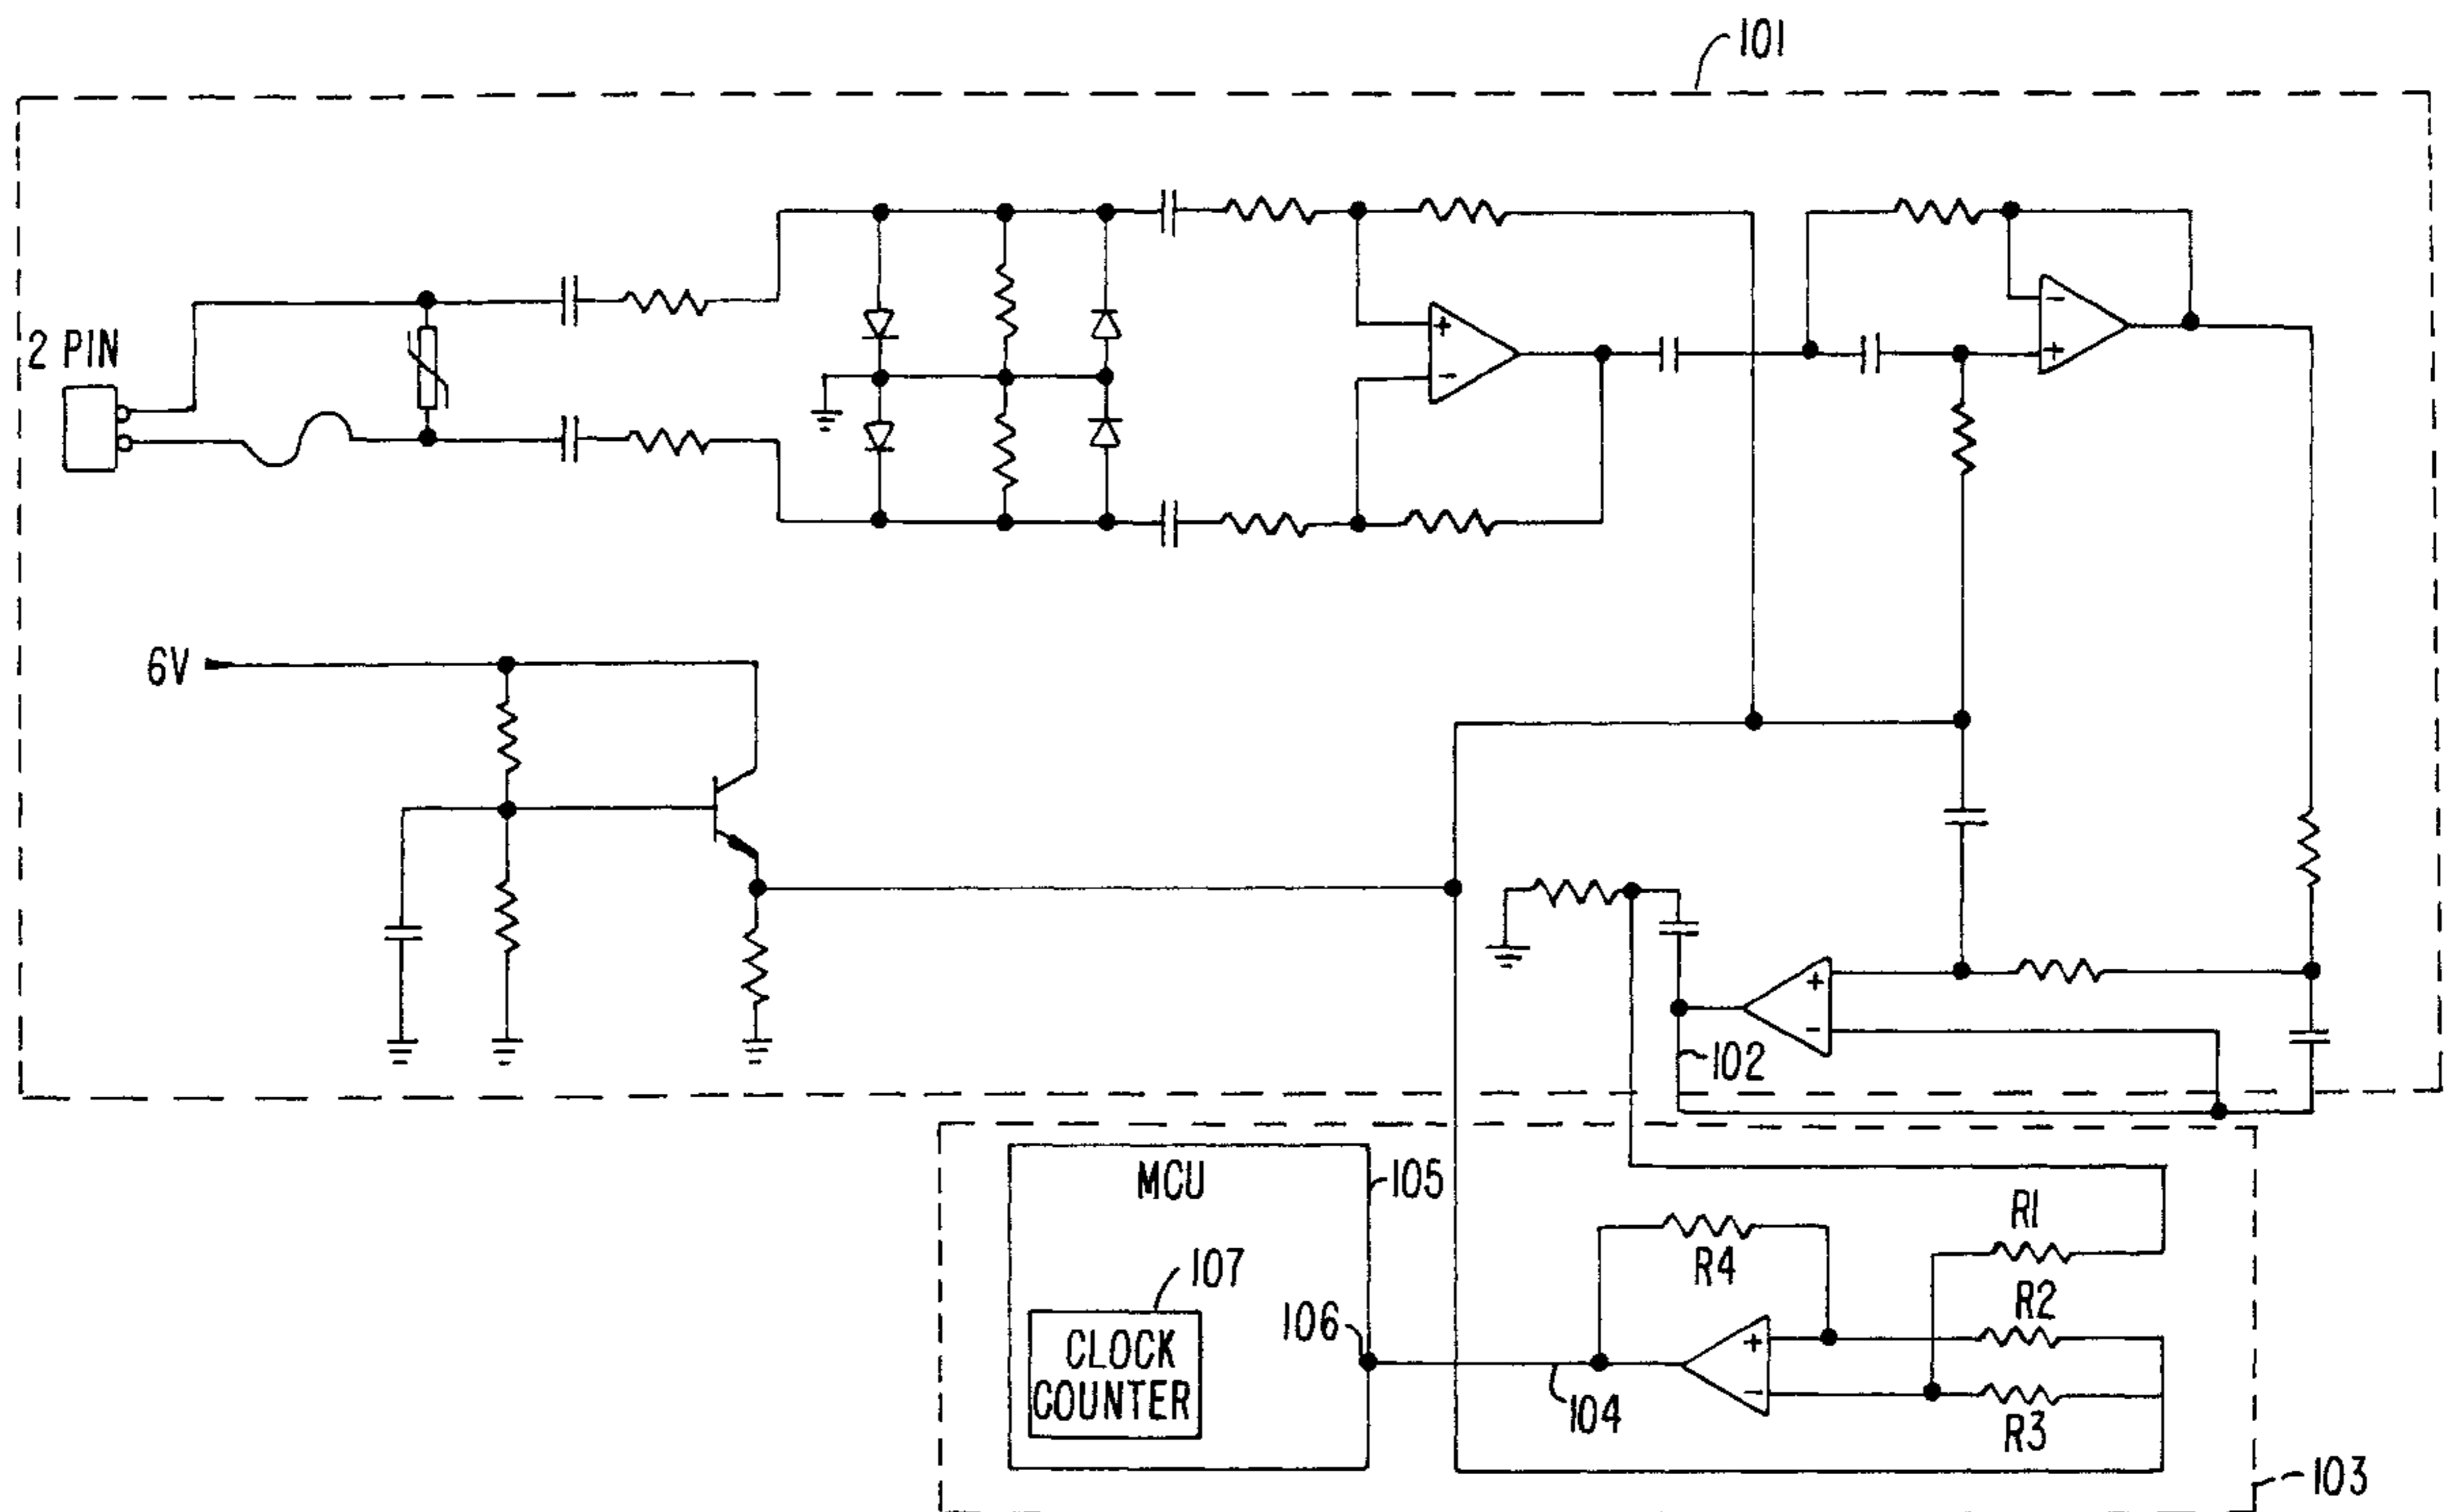 101
2 PIN
+
-
-
+
6V
+
-
102
MCU
105
R1
107
R4
R2
106
CLOCK
COUNTER
+
-
104
R3
103